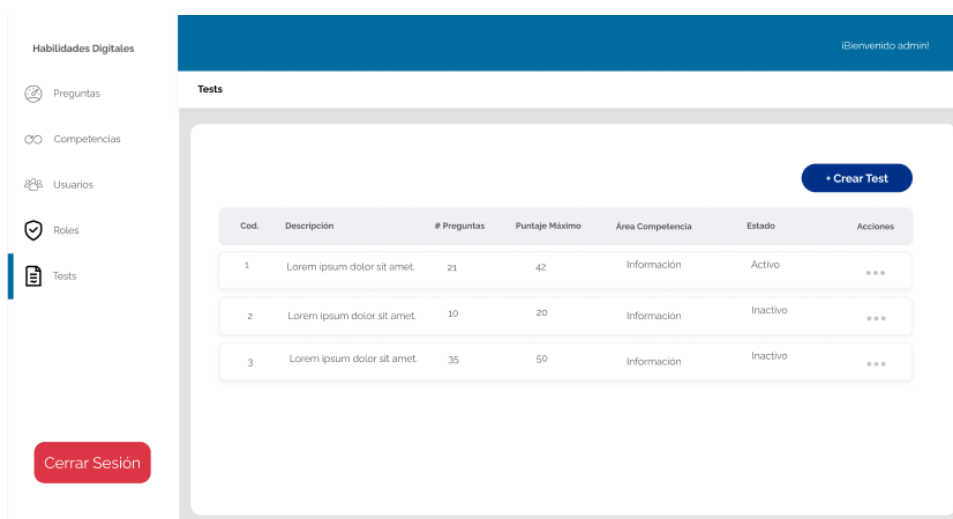 Habilidades Digitales
¡Bienvenido admin!
Preguntas
Competencias
Usuarios
Roles
Tests
Cerrar Sesión
Tests
+ Crear Test
Cod. Descripción # Preguntas Puntaje Máximo Área Competencia Estado Acciones
1 Lorem ipsum dolor sit amet. 21 42 Información Activo
2 Lorem ipsum dolor sit amet. 10 20 Información Inactivo
3 Lorem ipsum dolor sit amet. 35 50 Información Inactivo